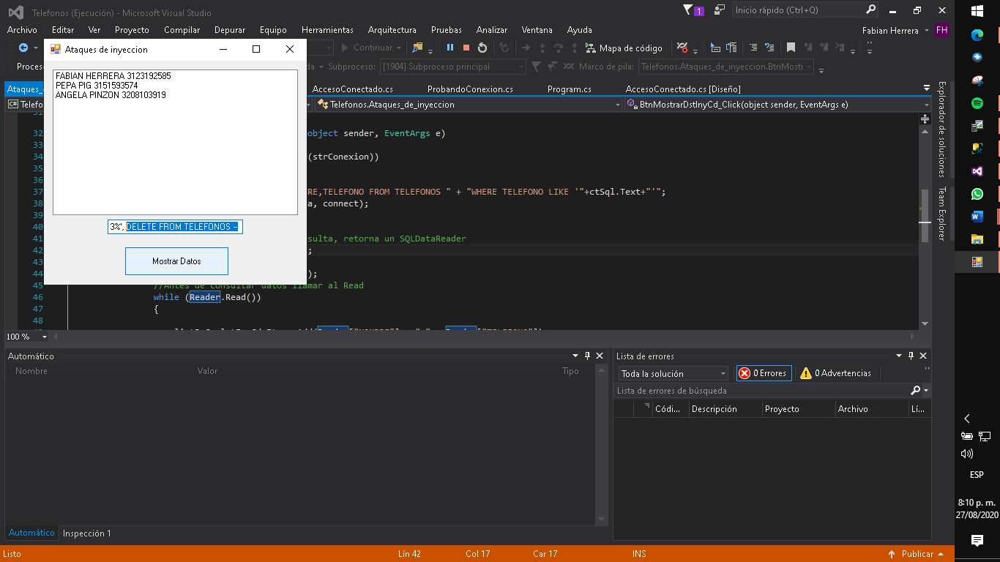 Telefonos (Ejecución) - Microsoft Visual Studio
1
Inicio rápido (Ctrl+Q)
Archivo Editar Ver Proyecto Compilar Depurar Equipo Herramientas Arquitectura Pruebas Analizar Ventana Ayuda
Fabian Herrera FH
Continuar
Mapa de código
Proces
Subproceso: [1904] Subproceso principal
Marco de pila: Telefonos.Ataques_de_inyeccion.BtnMostr
Ataques de inyeccion
FABIAN HERRERA 3123192585
PEPA PIG 3151593574
ANGELA PINZON 3208103919
3%', DELETE FROM TELEFONOS --
Mostrar Datos
Ataques_
AccesoConectado.cs ProbandoConexion.cs Program.cs AccesoConectado.cs [Diseño]
C# Telefo
Telefonos.Ataques_de_inyeccion
BtnMostrarDstInyCd_Click(object sender, EventArgs e)
31
32 object sender, EventArgs e)
33
34 (strConexion))
35
36
37 RE,TELEFONO FROM TELEFONOS " + "WHERE TELEFONO LIKE '"+ctSql.Text+"'";
38 a, connect);
39
40
41 sulta, retorna un SQLDataReader
42 ;
43
44 );
45 //Antes de consultar datos llamar al Read
46 while (Reader.Read())
47 {
48
100 %
Explorador de soluciones
Team Explorer
Automático
Nombre Valor Tipo
Automático Inspección 1
Lista de errores
Toda la solución
0 Errores
0 Advertencias
Lista de errores de búsqueda
Códi... Descripción Proyecto Archivo Lí...
Listo
Lín 42 Col 17 Car 17 INS
Publicar
ESP
8:10 p. m.
27/08/2020